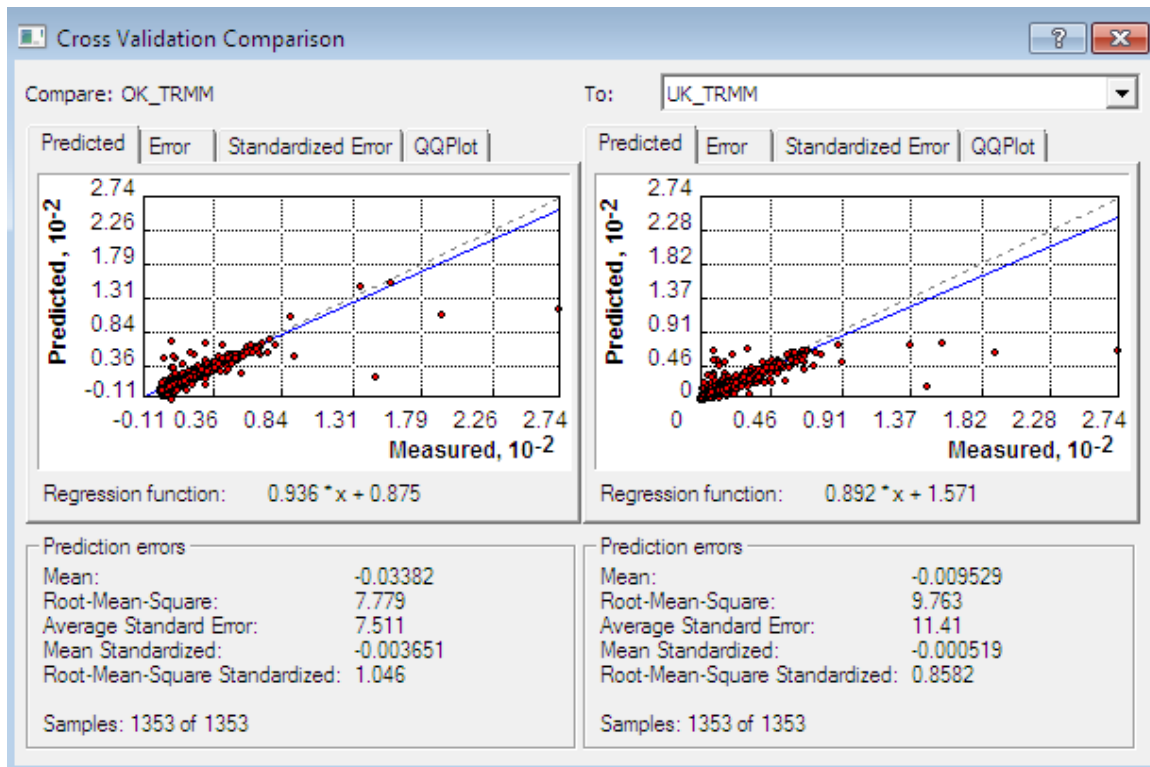 Cross Validation Comparison
Compare: OK_TRMM
To: UK_TRMM
Predicted Error Standardized Error QQPlot
Predicted , 10-2
2.74
2.26
1.79
1.31
0.84
0.36
-0.11
-0.11 0.36 0.84 1.31 1.79 2.26 2.74
Measured, 10-2
Regression function: 0.936 * x + 0.875
Predicted Error Standardized Error QQPlot
Predicted , 10-2
2.74
2.28
1.82
1.37
0.91
0.46
0
0 0.46 0.91 1.37 1.82 2.28 2.74
Measured, 10-2
Regression function: 0.892 * x + 1.571
Prediction errors
Mean: -0.03382
Root-Mean-Square: 7.779
Average Standard Error: 7.511
Mean Standardized: -0.003651
Root-Mean-Square Standardized: 1.046
Samples: 1353 of 1353
Prediction errors
Mean: -0.009529
Root-Mean-Square: 9.763
Average Standard Error: 11.41
Mean Standardized: -0.000519
Root-Mean-Square Standardized: 0.8582
Samples: 1353 of 1353